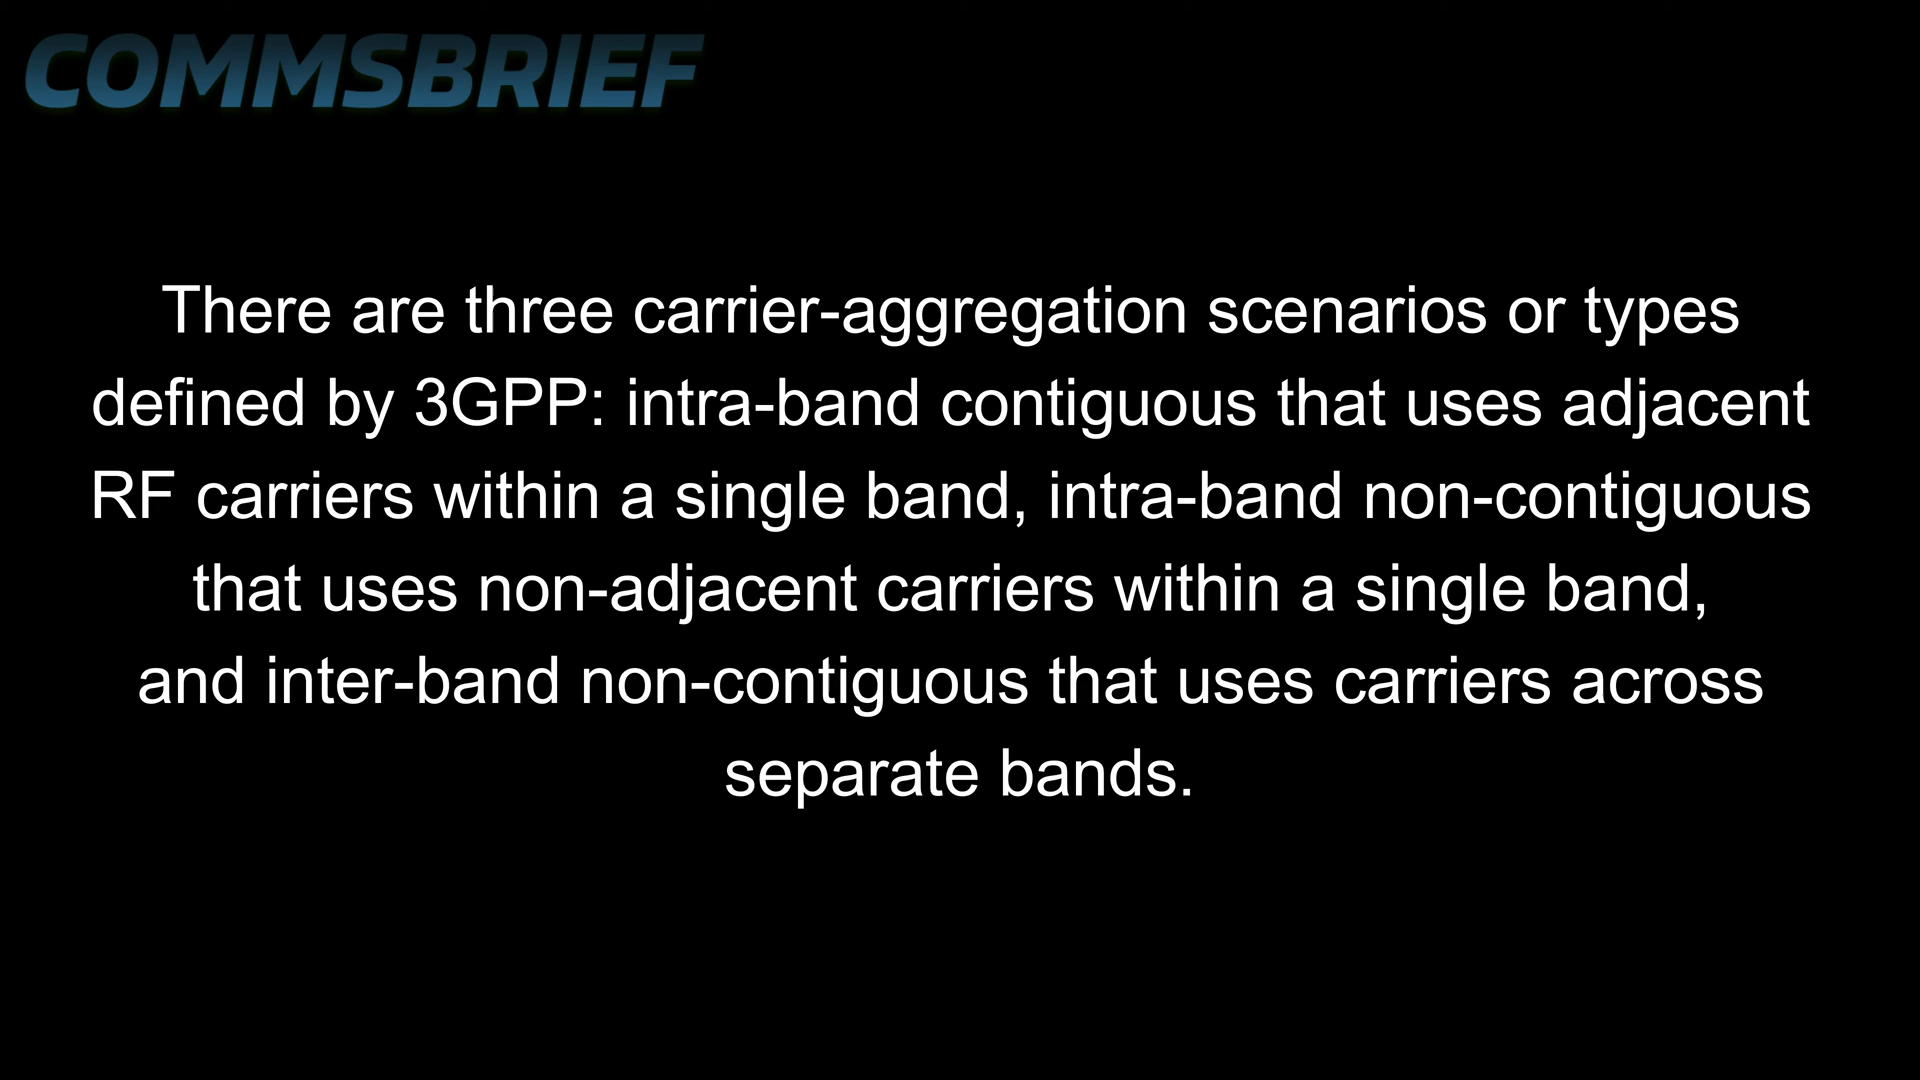 COMMSBRIEF
There are three carrier-aggregation scenarios or types
defined by 3GPP: intra-band contiguous that uses adjacent
RF carriers within a single band, intra-band non-contiguous
that uses non-adjacent carriers within a single band,
and inter-band non-contiguous that uses carriers across
separate bands.